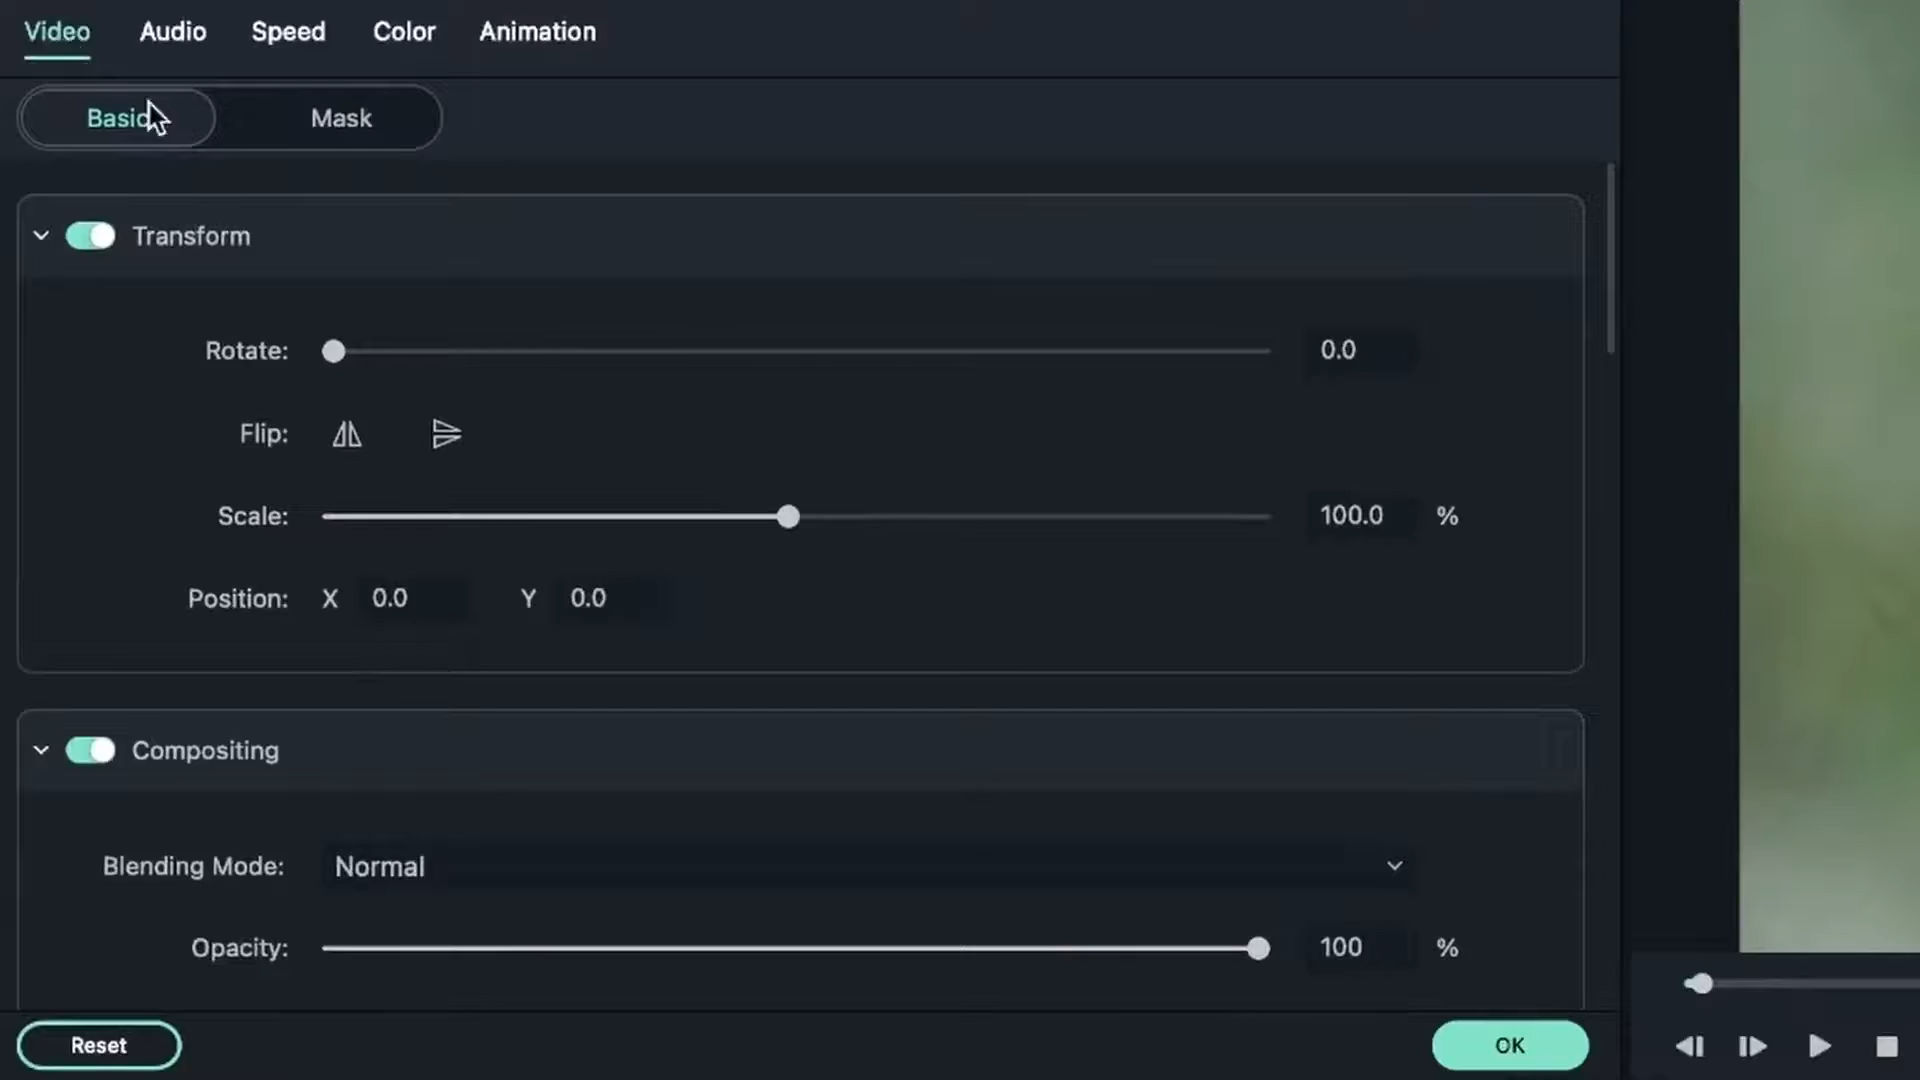 Video Audio Speed Color Animation
Basic Mask
Transform
Rotate: 0.0
Flip:
Scale: 100.0 %
Position: X 0.0 Y 0.0
Compositing
Blending Mode: Normal
Opacity: 100 %
Reset OK